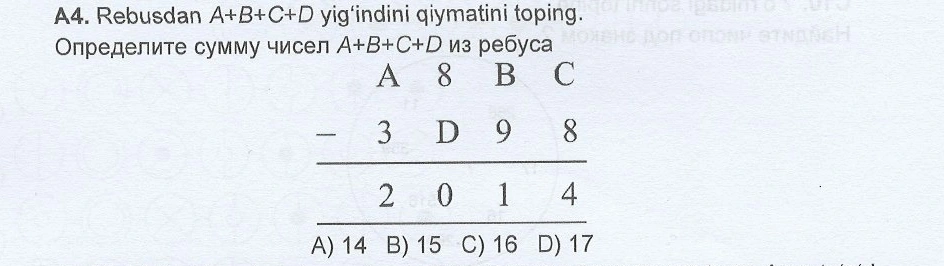 A4. Rebusdan A+B+C+D yig‘indini qiymatini toping.
Определите сумму чисел A+B+C+D из ребуса
A 8 B C
– 3 D 9 8
2 0 1 4
A) 14 B) 15 C) 16 D) 17